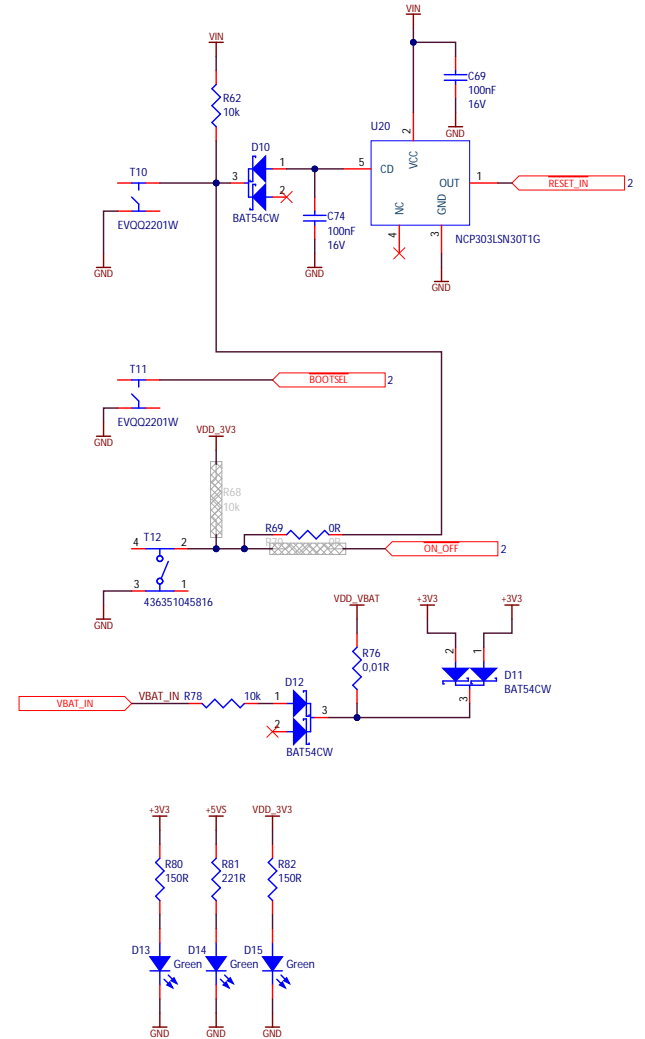 VIN
VIN
C69
100nF
16V
GND
R62
10k
U20
2
VCC
D10
T10
3
1
5
CD
OUT
1
RESET_IN
2
2
BAT54CW
C74
100nF
16V
NC
GND
4
3
NCP303LSN30T1G
EVQQ2201W
GND
GND
GND
T11
BOOTSEL
2
EVQQ2201W
GND
VDD_3V3
R68
10k
R69
0R
T12
4
2
R70
0R
ON_OFF
2
3
1
436351045816
GND
VDD_VBAT
+3V3
+3V3
R76
0,01R
2
1
D11
BAT54CW
3
D12
VBAT_IN
VBAT_IN
R78
10k
1
3
2
BAT54CW
+3V3
+5VS
VDD_3V3
R80
150R
R81
221R
R82
150R
D13
Green
D14
Green
D15
Green
GND
GND
GND